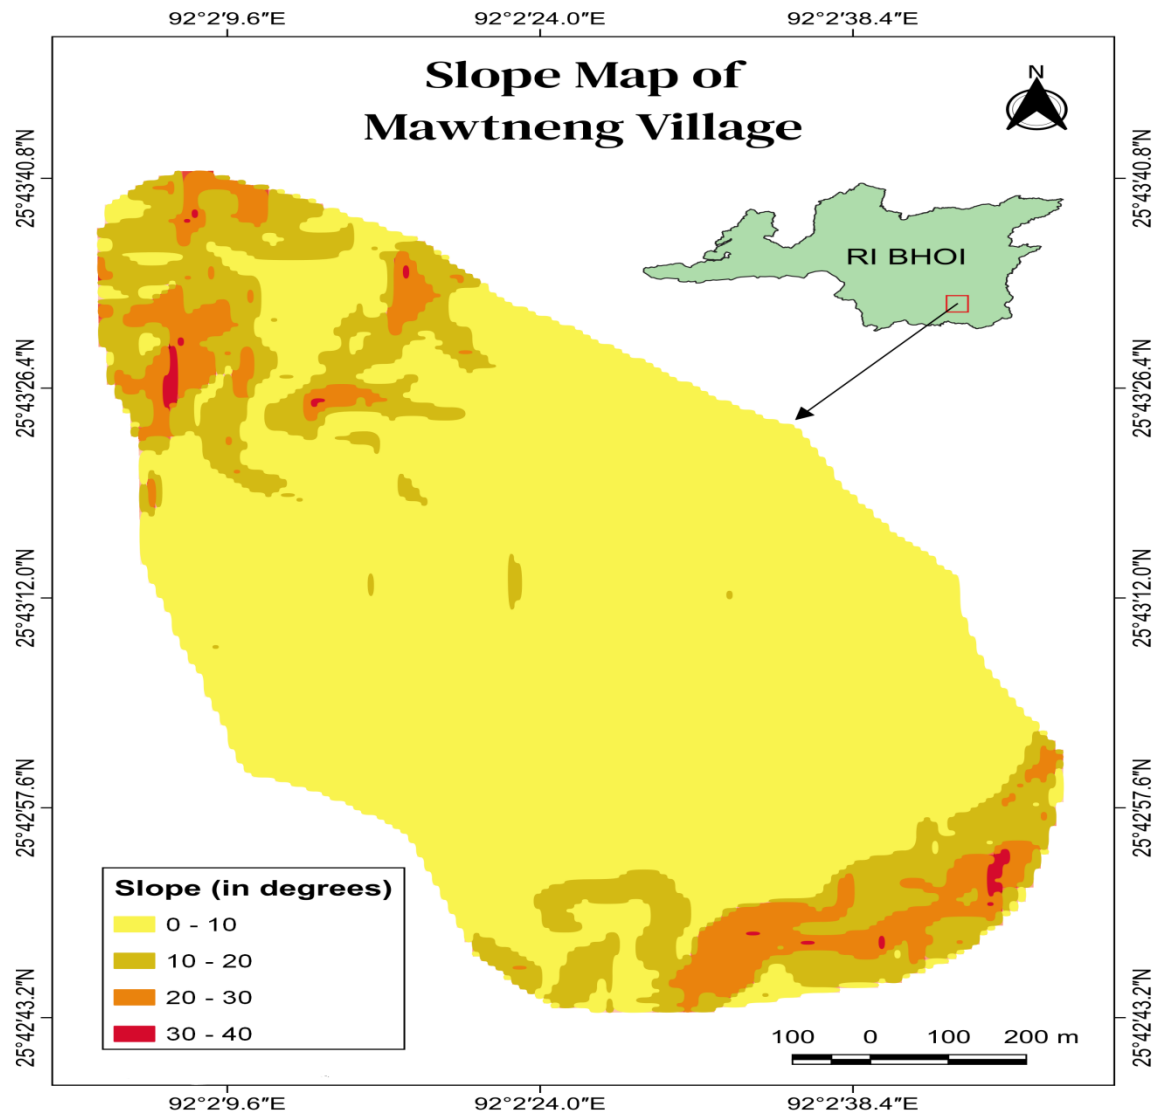 92°2'9.6"E 92°2'24.0"E 92°2'38.4"E
Slope Map of
Mawtneng Village
N
25°43'40.8"N 25°43'40.8"N
RI BHOI
25°43'26.4"N 25°43'26.4"N
25°43'12.0"N 25°43'12.0"N
25°42'57.6"N 25°42'57.6"N
Slope (in degrees)
0 - 10
10 - 20
20 - 30
30 - 40
25°42'43.2"N 25°42'43.2"N
100 0 100 200 m
92°2'9.6"E 92°2'24.0"E 92°2'38.4"E